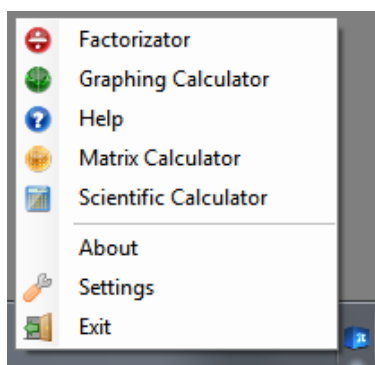 Factorizator
Graphing Calculator
Help
Matrix Calculator
Scientific Calculator
About
Settings
Exit
π